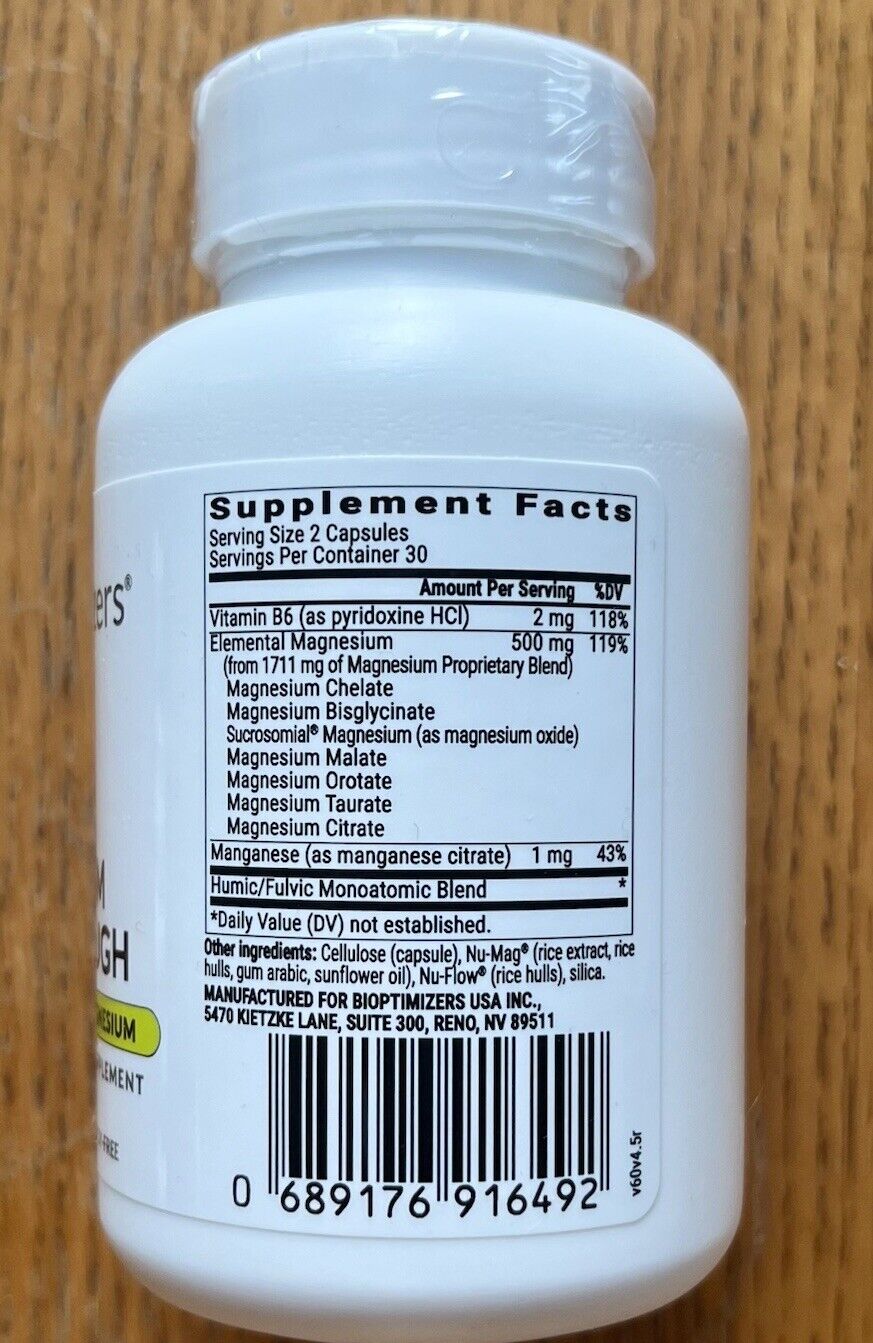 Supplement Facts
Serving Size 2 Capsules
Servings Per Container 30
Amount Per Serving %DV
Vitamin B6 (as pyridoxine HCl) 2 mg 118%
Elemental Magnesium 500 mg 119%
(from 1711 mg of Magnesium Proprietary Blend)
Magnesium Chelate
Magnesium Bisglycinate
Sucrosomial® Magnesium (as magnesium oxide)
Magnesium Malate
Magnesium Orotate
Magnesium Taurate
Magnesium Citrate
Manganese (as manganese citrate) 1 mg 43%
Humic/Fulvic Monoatomic Blend *
*Daily Value (DV) not established.
Other ingredients: Cellulose (capsule), Nu-Mag® (rice extract, rice
hulls, gum arabic, sunflower oil), Nu-Flow® (rice hulls), silica.
MANUFACTURED FOR BIOPTIMIZERS USA INC.,
5470 KIETZKE LANE, SUITE 300, RENO, NV 89511
0 689176 916492
v60v4.5r